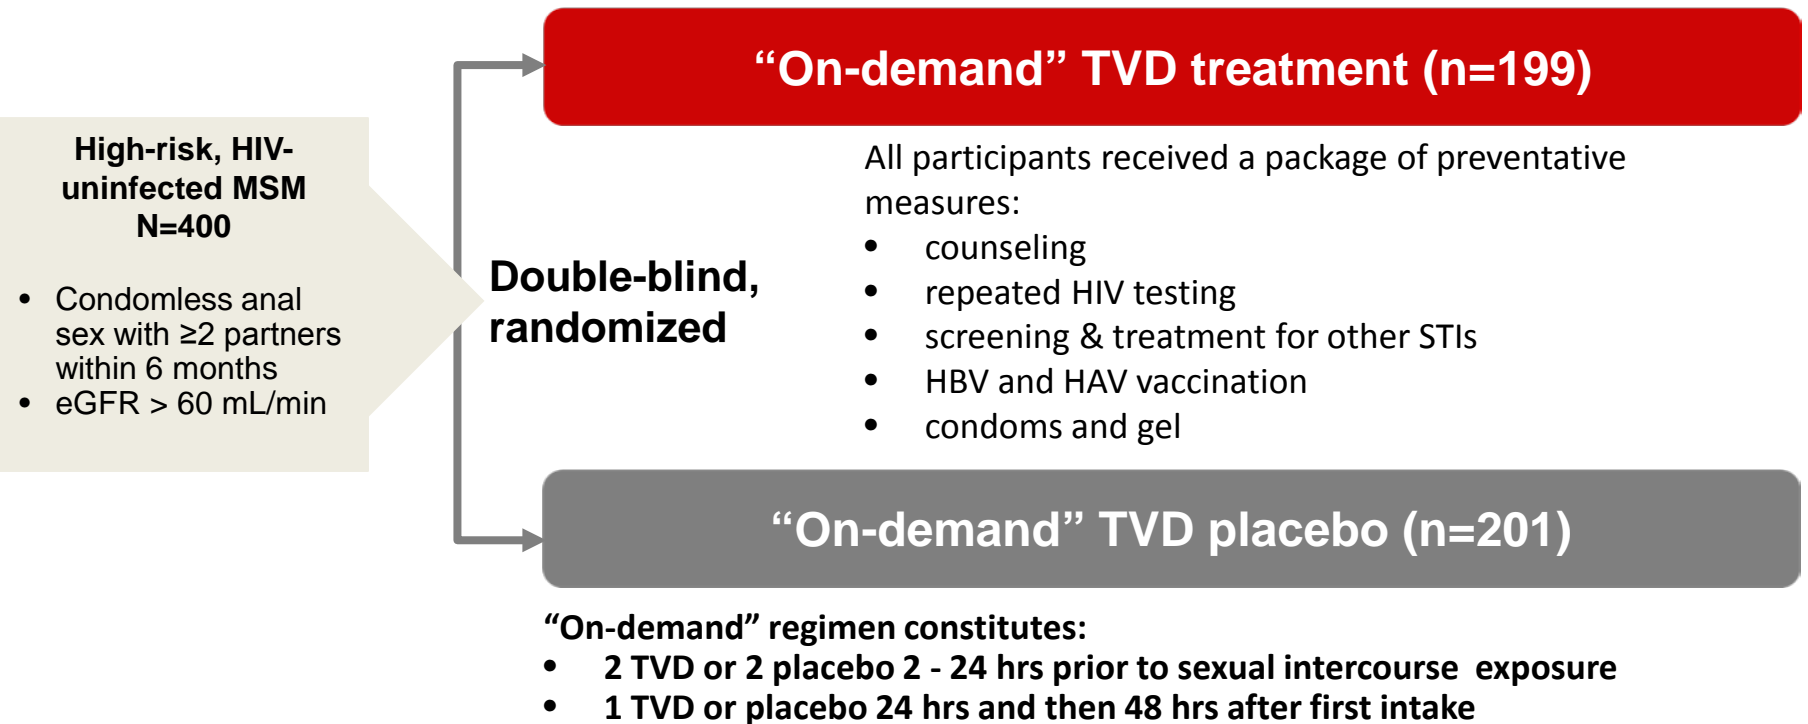 “On-demand” TVD treatment (n=199)
High-risk, HIV-
uninfected MSM
N=400
• Condomless anal
sex with ≥2 partners
within 6 months
• eGFR > 60 mL/min
Double-blind,
randomized
All participants received a package of preventative
measures:
• counseling
• repeated HIV testing
• screening & treatment for other STIs
• HBV and HAV vaccination
• condoms and gel
“On-demand” TVD placebo (n=201)
“On-demand” regimen constitutes:
• 2 TVD or 2 placebo 2 - 24 hrs prior to sexual intercourse exposure
• 1 TVD or placebo 24 hrs and then 48 hrs after first intake